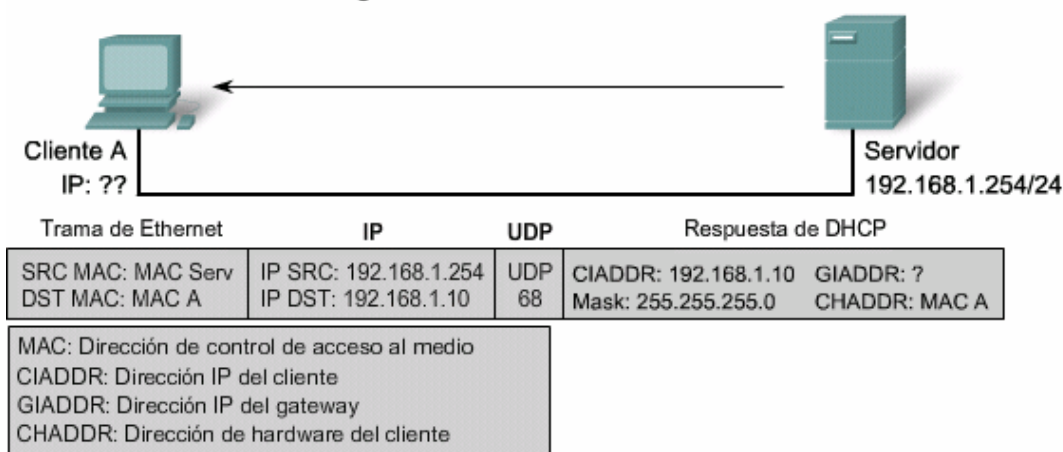 Cliente A
IP: ??
Servidor
192.168.1.254/24
Trama de Ethernet
IP
UDP
Respuesta de DHCP
SRC MAC: MAC Serv
DST MAC: MAC A
IP SRC: 192.168.1.254
IP DST: 192.168.1.10
UDP
68
CIADDR: 192.168.1.10 GIADDR: ?
Mask: 255.255.255.0 CHADDR: MAC A
MAC: Dirección de control de acceso al medio
CIADDR: Dirección IP del cliente
GIADDR: Dirección IP del gateway
CHADDR: Dirección de hardware del cliente